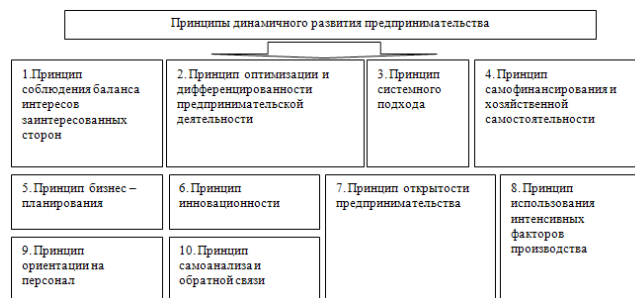 Принципы динамичного развития предпринимательства
1.Принцип
соблюдения баланса
интересов
заинтересованных
сторон
2. Принцип оптимизации и
дифференцированности
предпринимательской
деятельности
3. Принцип
системного
подхода
4. Принцип
самофинансирования и
хозяйственной
самостоятельности
5. Принцип бизнес –
планирования
6. Принцип
инновационности
7. Принцип открытости
предпринимательства
8. Принцип
использования
интенсивных
факторов
производства
9. Принцип
ориентации на
персонал
10. Принцип
самоанализа и
обратной связи